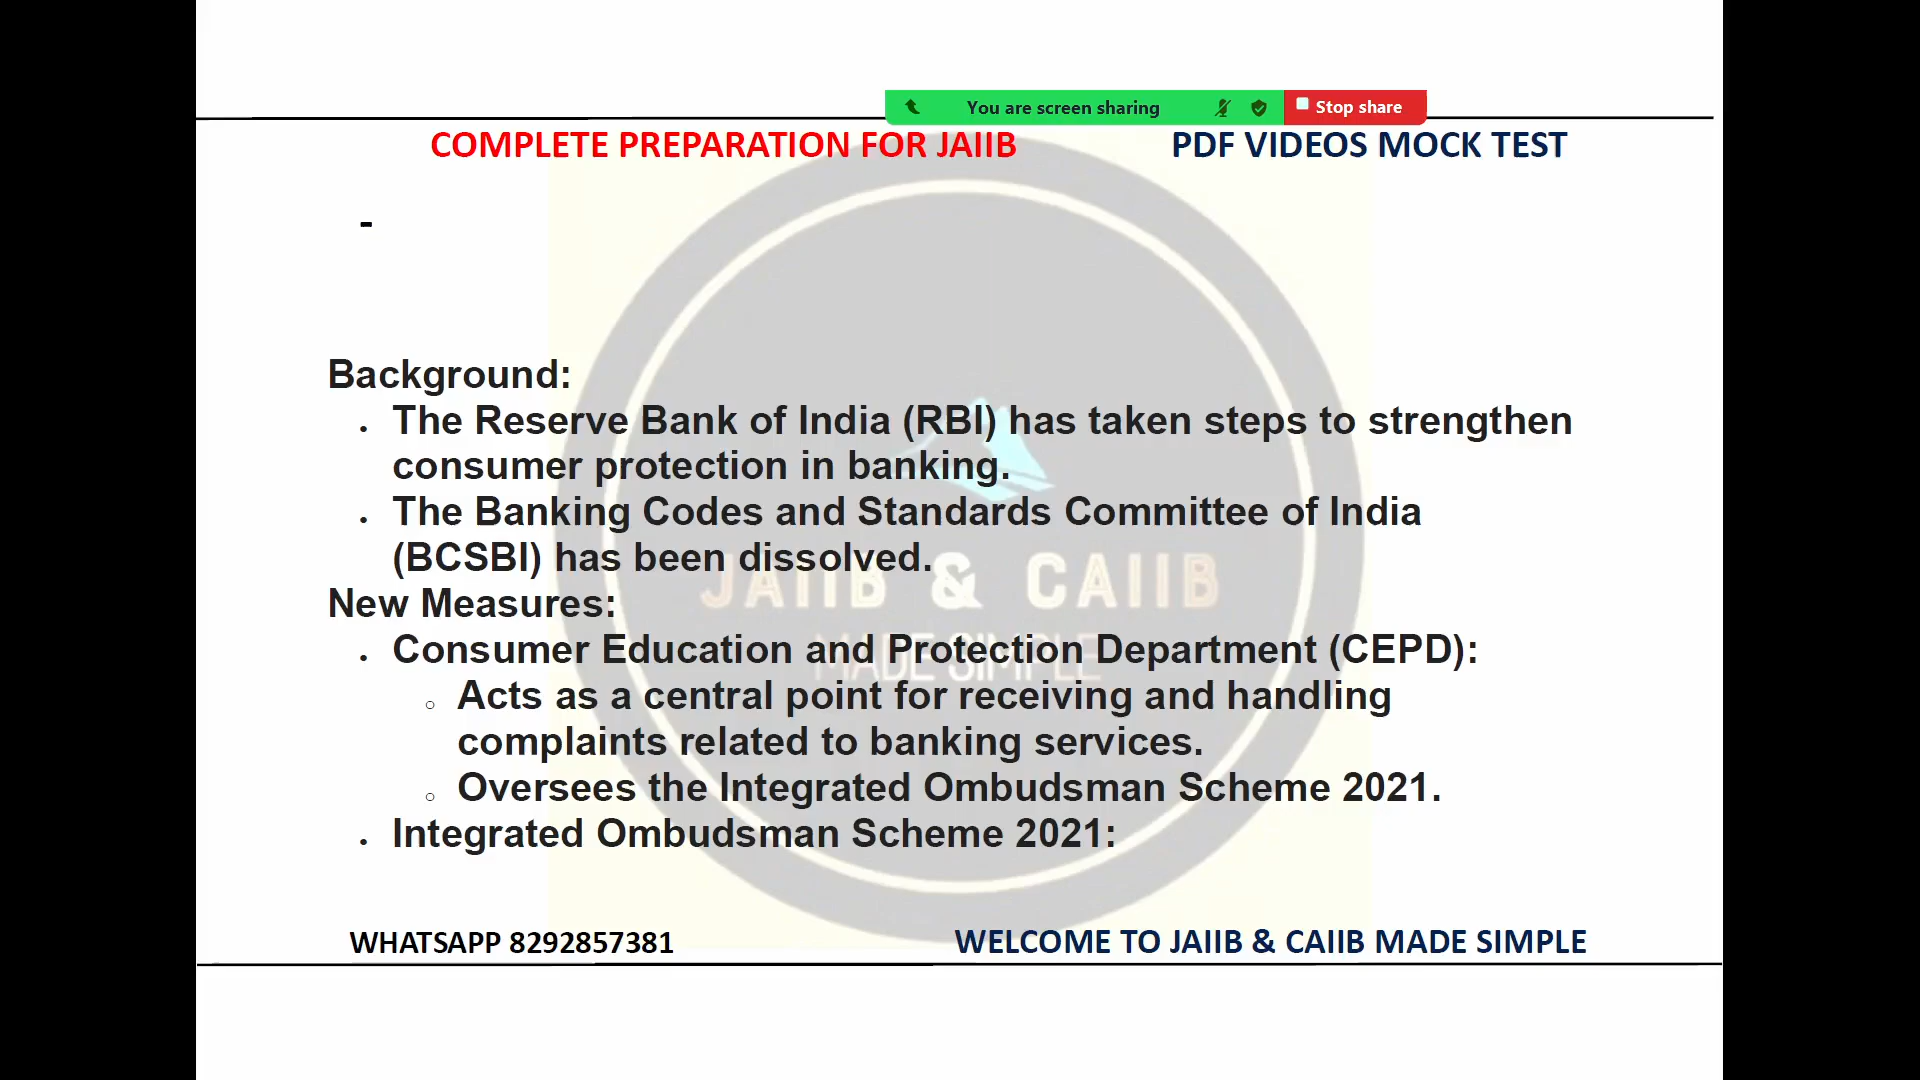 You are screen sharing Stop share
COMPLETE PREPARATION FOR JAIIB PDF VIDEOS MOCK TEST
-
Background:
• The Reserve Bank of India (RBI) has taken steps to strengthen
consumer protection in banking.
• The Banking Codes and Standards Committee of India
(BCSBI) has been dissolved.
JAIIB & CAIIB
New Measures:
• Consumer Education and Protection Department (CEPD):
MADE SIMPLE
○ Acts as a central point for receiving and handling
complaints related to banking services.
○ Oversees the Integrated Ombudsman Scheme 2021.
• Integrated Ombudsman Scheme 2021:
WHATSAPP 8292857381 WELCOME TO JAIIB & CAIIB MADE SIMPLE